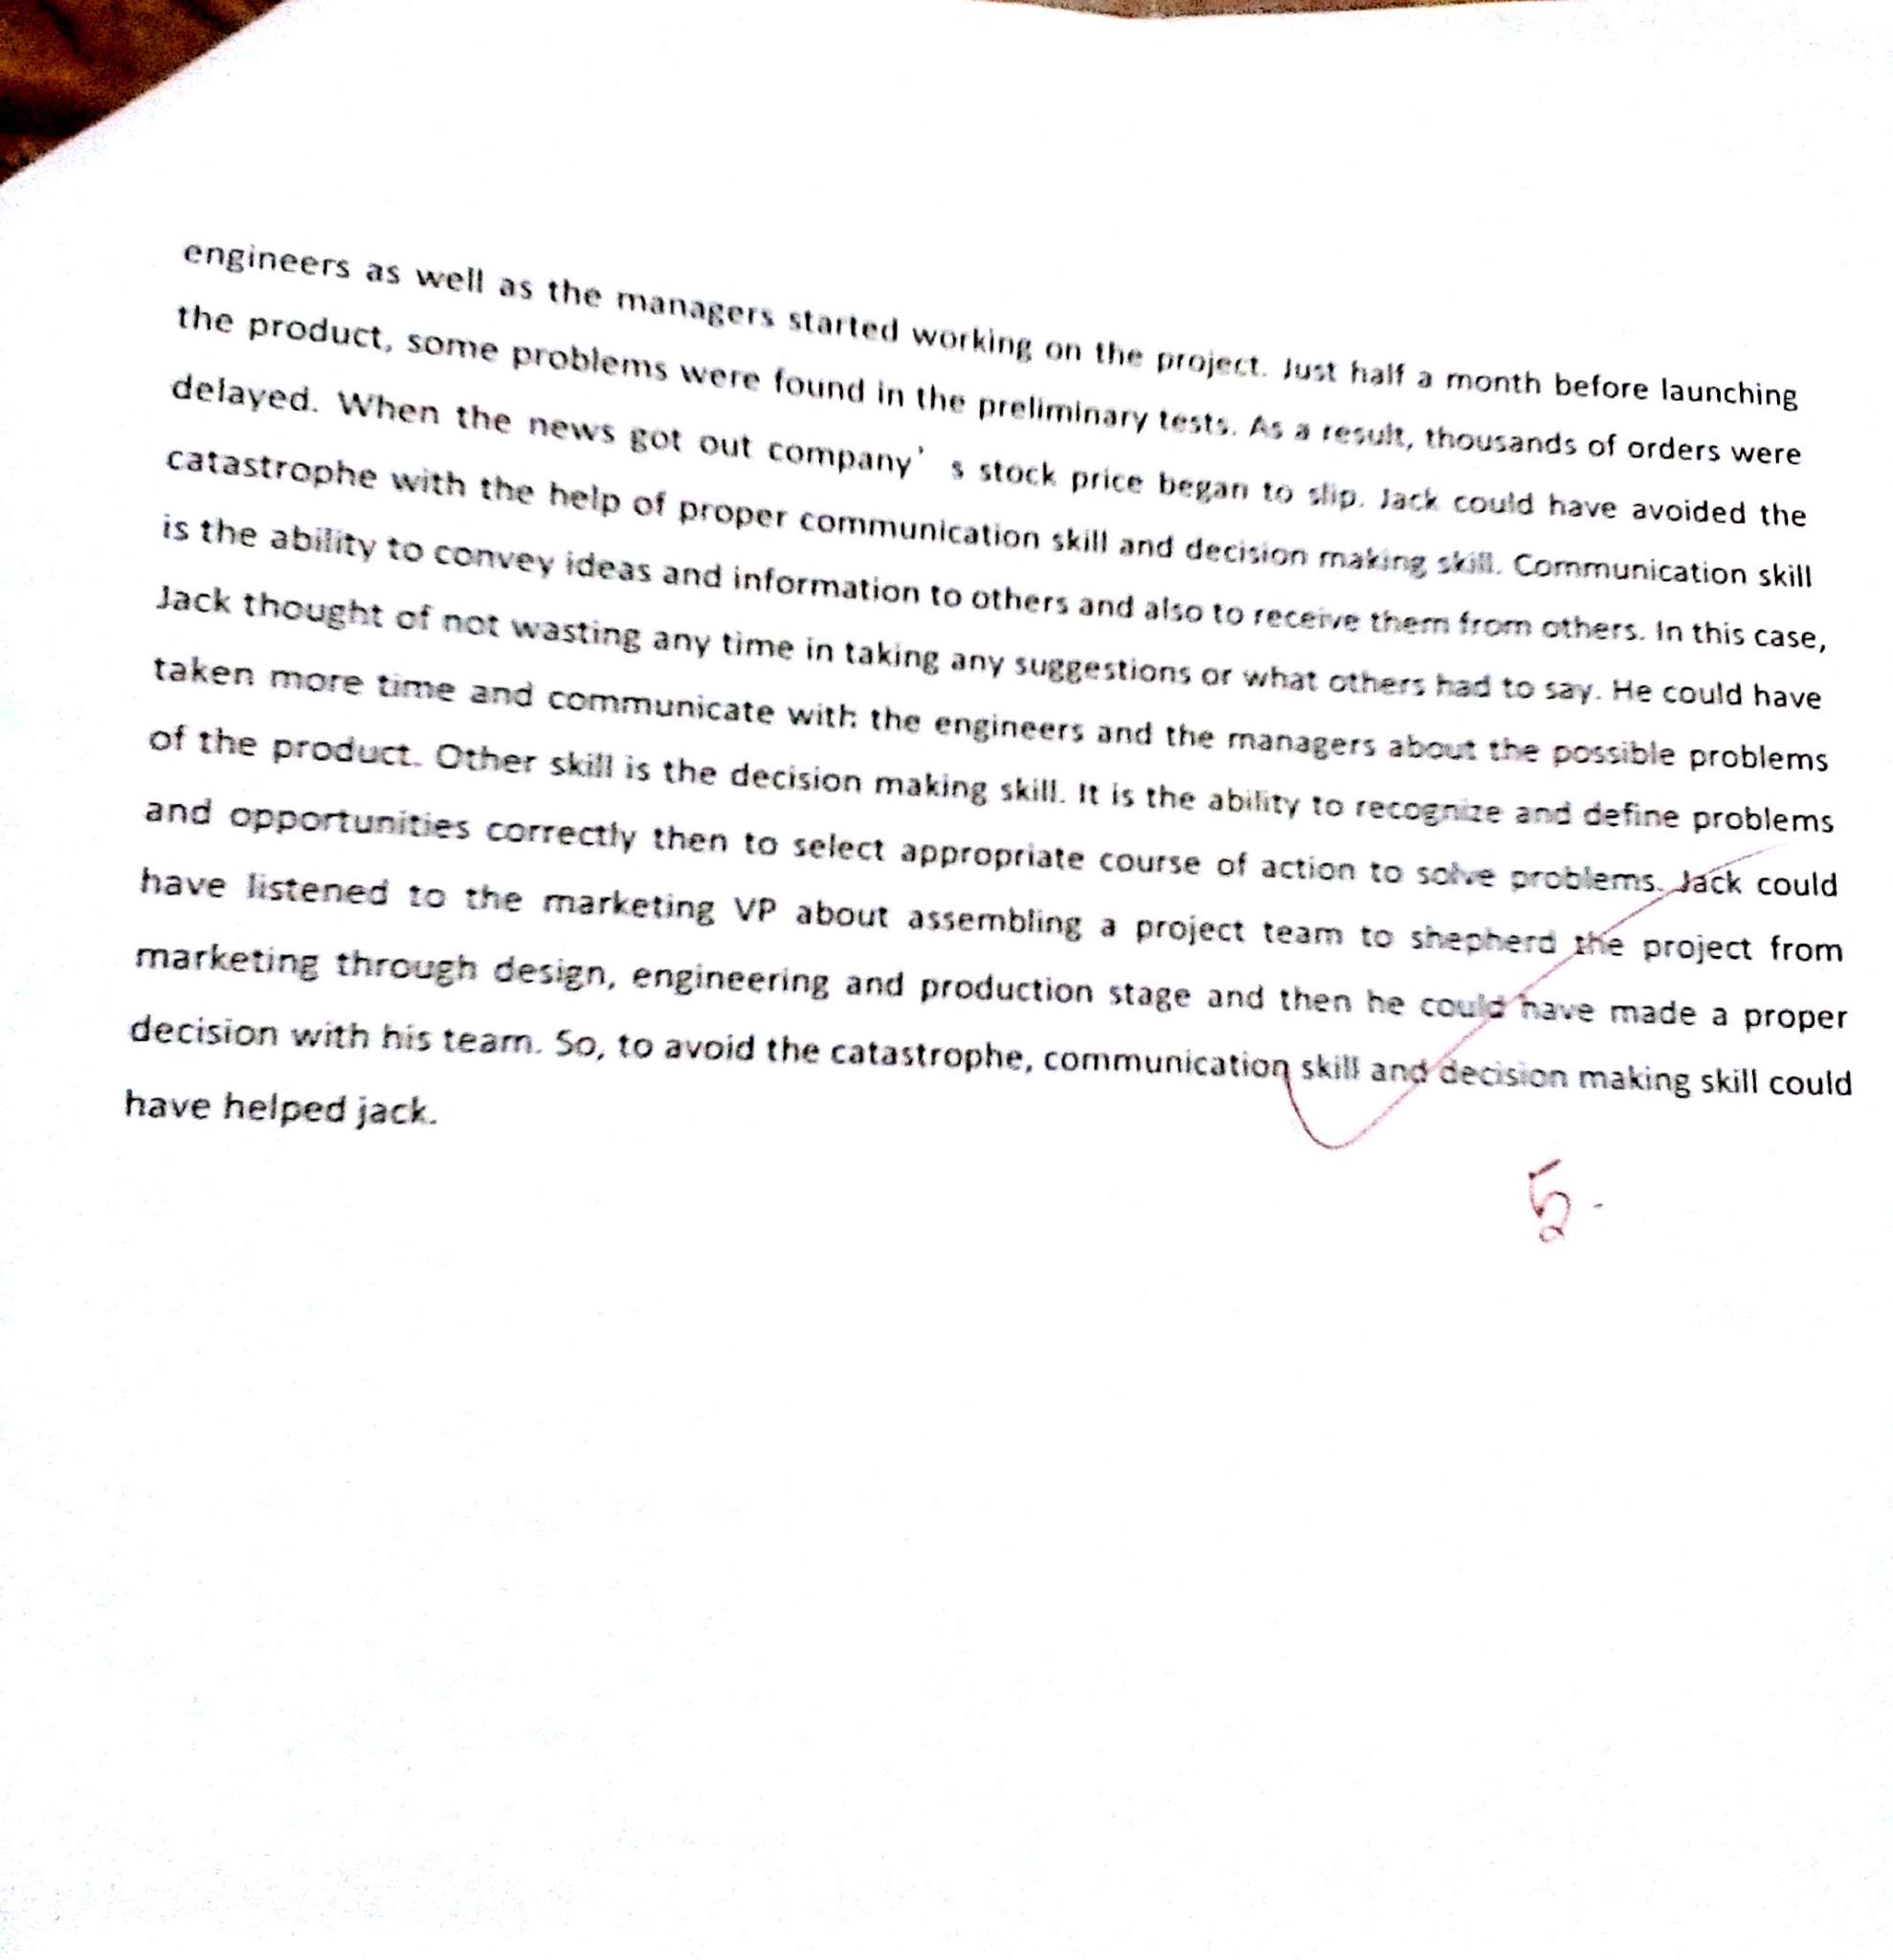 engineers as well as the managers started working on the project. Just half a month before launching
the product, some problems were found in the preliminary tests. As a result, thousands of orders were
delayed. When the news got out company’ s stock price began to slip. Jack could have avoided the
catastrophe with the help of proper communication skill and decision making skill. Communication skill
is the ability to convey ideas and information to others and also to receive them from others. In this case,
Jack thought of not wasting any time in taking any suggestions or what others had to say. He could have
taken more time and communicate with the engineers and the managers about the possible problems
of the product. Other skill is the decision making skill. It is the ability to recognize and define problems
and opportunities correctly then to select appropriate course of action to solve problems. Jack could
have listened to the marketing VP about assembling a project team to shepherd the project from
marketing through design, engineering and production stage and then he could have made a proper
decision with his team. So, to avoid the catastrophe, communication skill and decision making skill could
have helped jack.
5